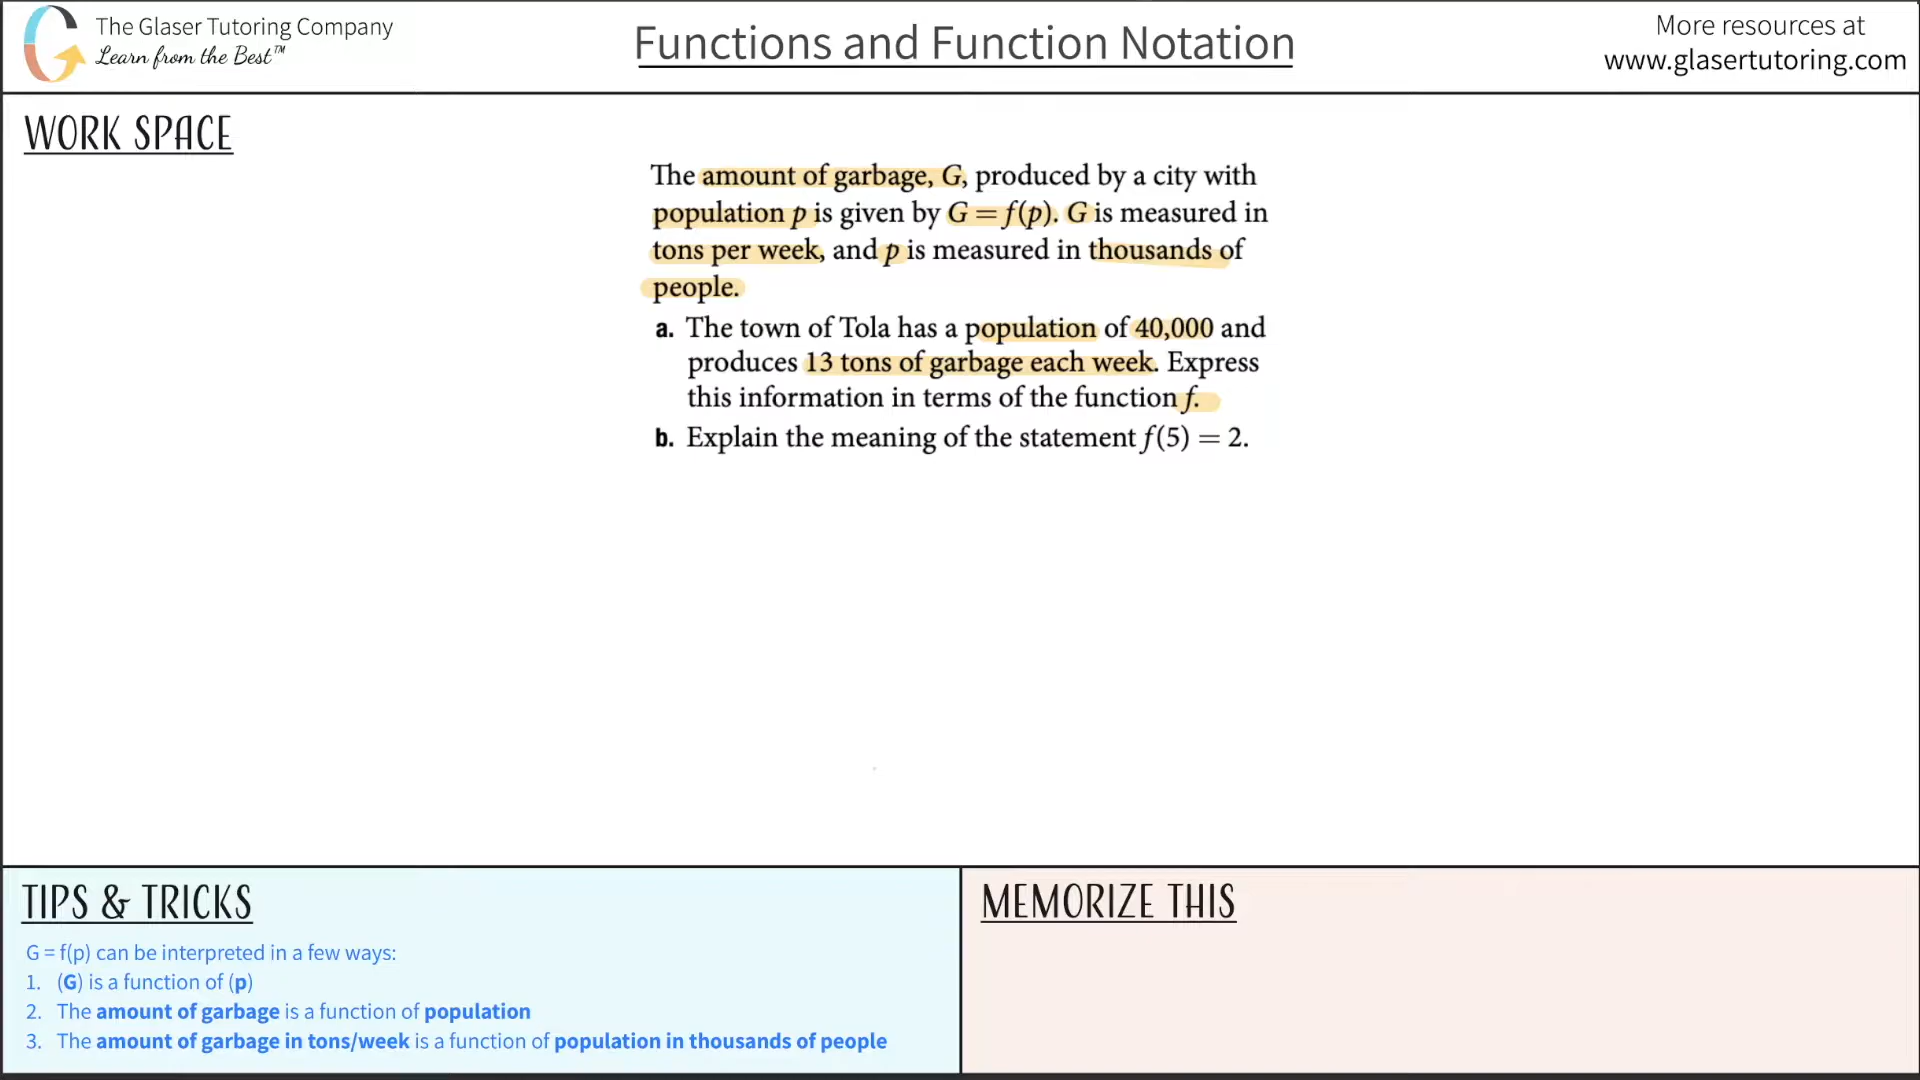 The Glaser Tutoring Company
Learn from the Best™
Functions and Function Notation
More resources at
www.glasertutoring.com
WORK SPACE
The amount of garbage, G, produced by a city with
population p is given by G = f(p). G is measured in
tons per week, and p is measured in thousands of
people.
a. The town of Tola has a population of 40,000 and
produces 13 tons of garbage each week. Express
this information in terms of the function f.
b. Explain the meaning of the statement f(5) = 2.
TIPS & TRICKS
G = f(p) can be interpreted in a few ways:
1. (G) is a function of (p)
2. The amount of garbage is a function of population
3. The amount of garbage in tons/week is a function of population in thousands of people
MEMORIZE THIS